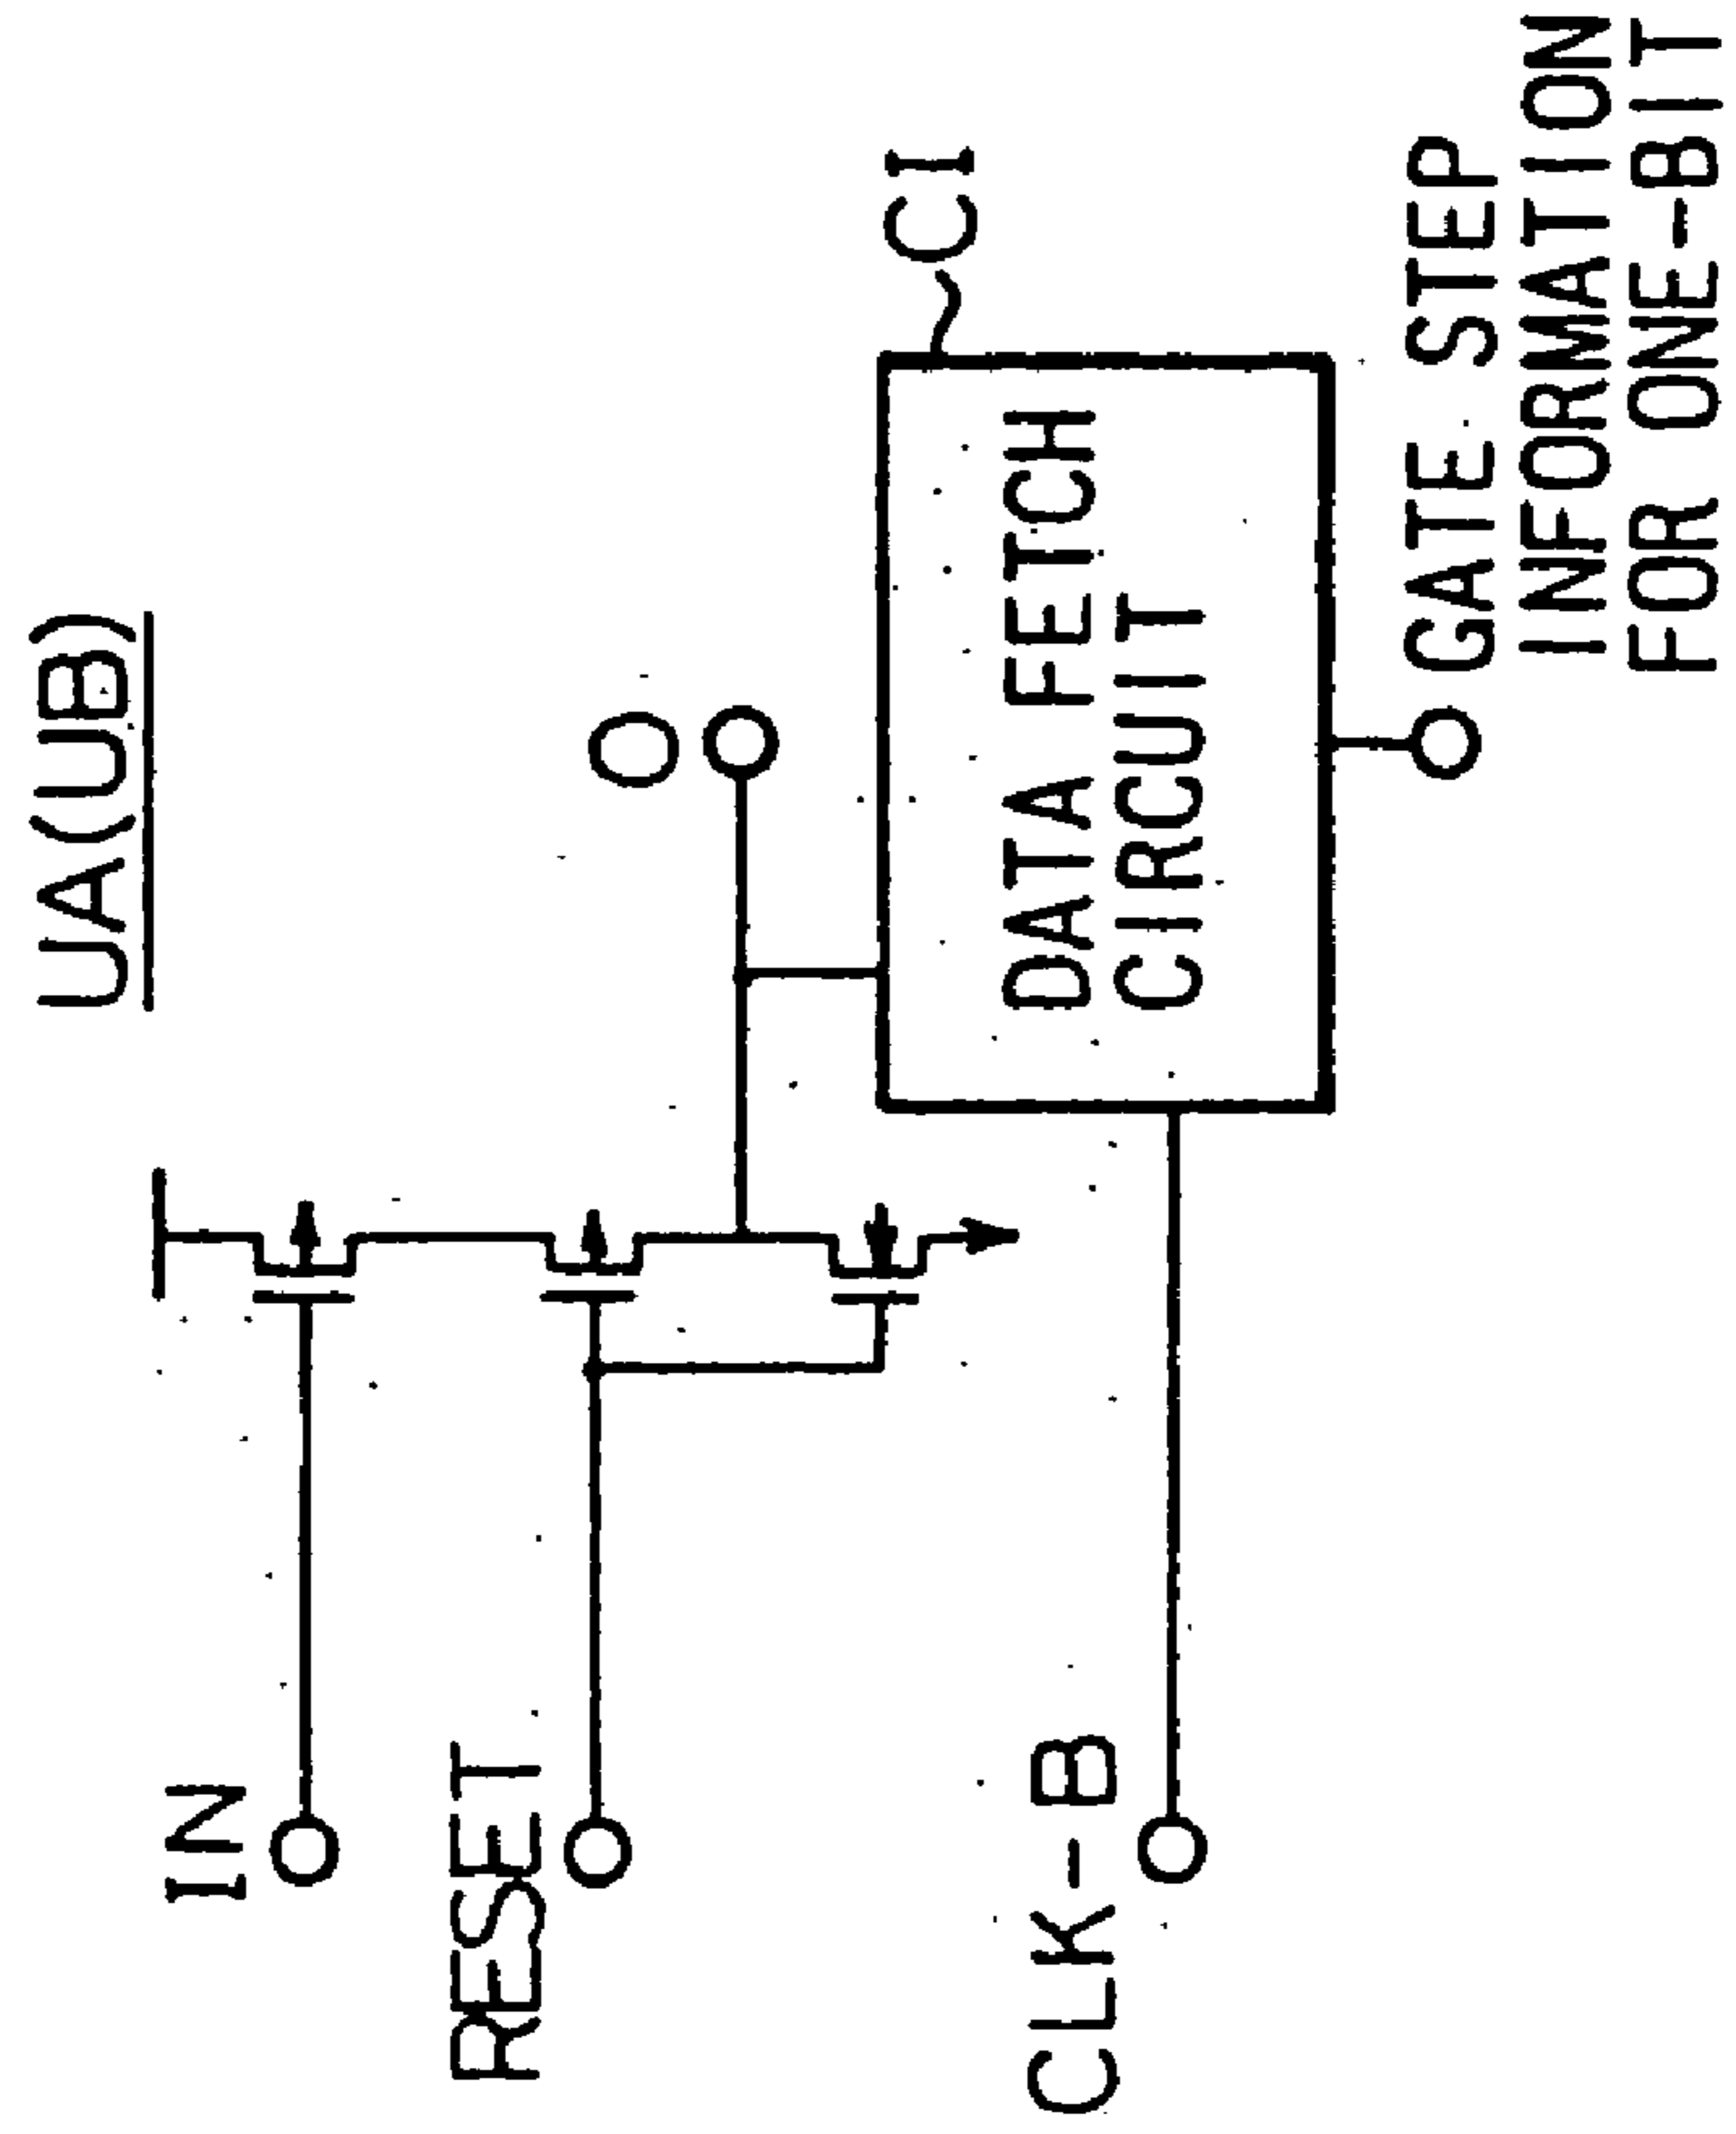 UA(UB)
IN
RESET
O
CI
DATA FETCH
CIRCUIT
CLK-B
GATE STEP
INFORMATION
FOR ONE-BIT